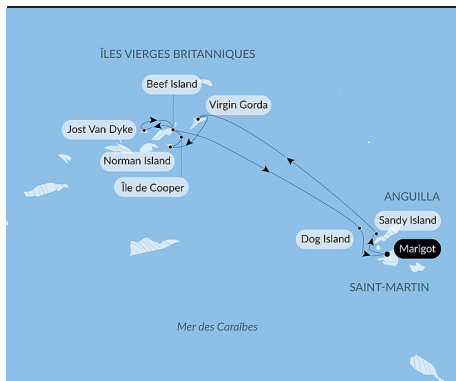 ÎLES VIERGES BRITANNIQUES
Beef Island
Virgin Gorda
Jost Van Dyke
Norman Island
Île de Cooper
ANGUILLA
Sandy Island
Dog Island
Marigot
SAINT-MARTIN
Mer des Caraïbes